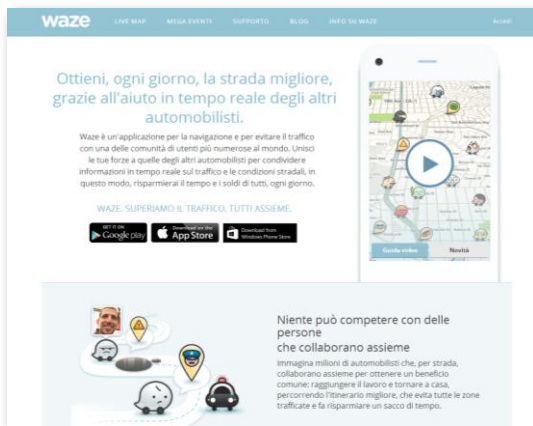 waze
LIVE MAP MEGA EVENTI SUPPORTO BLOG INFO SU WAZE
Accedi
Ottieni, ogni giorno, la strada migliore,
grazie all'aiuto in tempo reale degli altri
automobilisti.
Waze è un'applicazione per la navigazione e per evitare il traffico
con una delle comunità di utenti più numerose al mondo. Unisci
le tue forze a quelle degli altri automobilisti per condividere
informazioni in tempo reale sul traffico e le condizioni stradali, in
questo modo, risparmierai il tempo e i soldi di tutti, ogni giorno.
WAZE. SUPERIAMO IL TRAFFICO, TUTTI ASSIEME.
GET IT ON
Google play
Download on the
App Store
Download from
Windows Phone Store
Guida video
Novità
Niente può competere con delle
persone
che collaborano assieme
Immagina milioni di automobilisti che, per strada,
collaborano assieme per ottenere un beneficio
comune: raggiungere il lavoro e tornare a casa,
percorrendo l'itinerario migliore, che evita tutte le zone
trafficate e fa risparmiare un sacco di tempo.